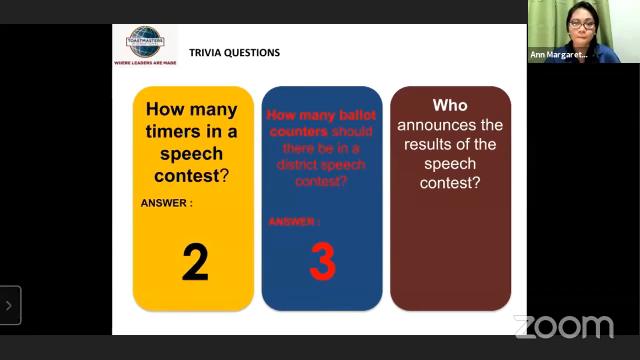 TOASTMASTERS
WHERE LEADERS ARE MADE
TRIVIA QUESTIONS
How many
timers in a
speech
contest?
ANSWER :
2
How many ballot
counters should
there be in a
district speech
contest?
ANSWER :
3
Who
announces the
results of the
speech
contest?
Ann Margaret...
zoom